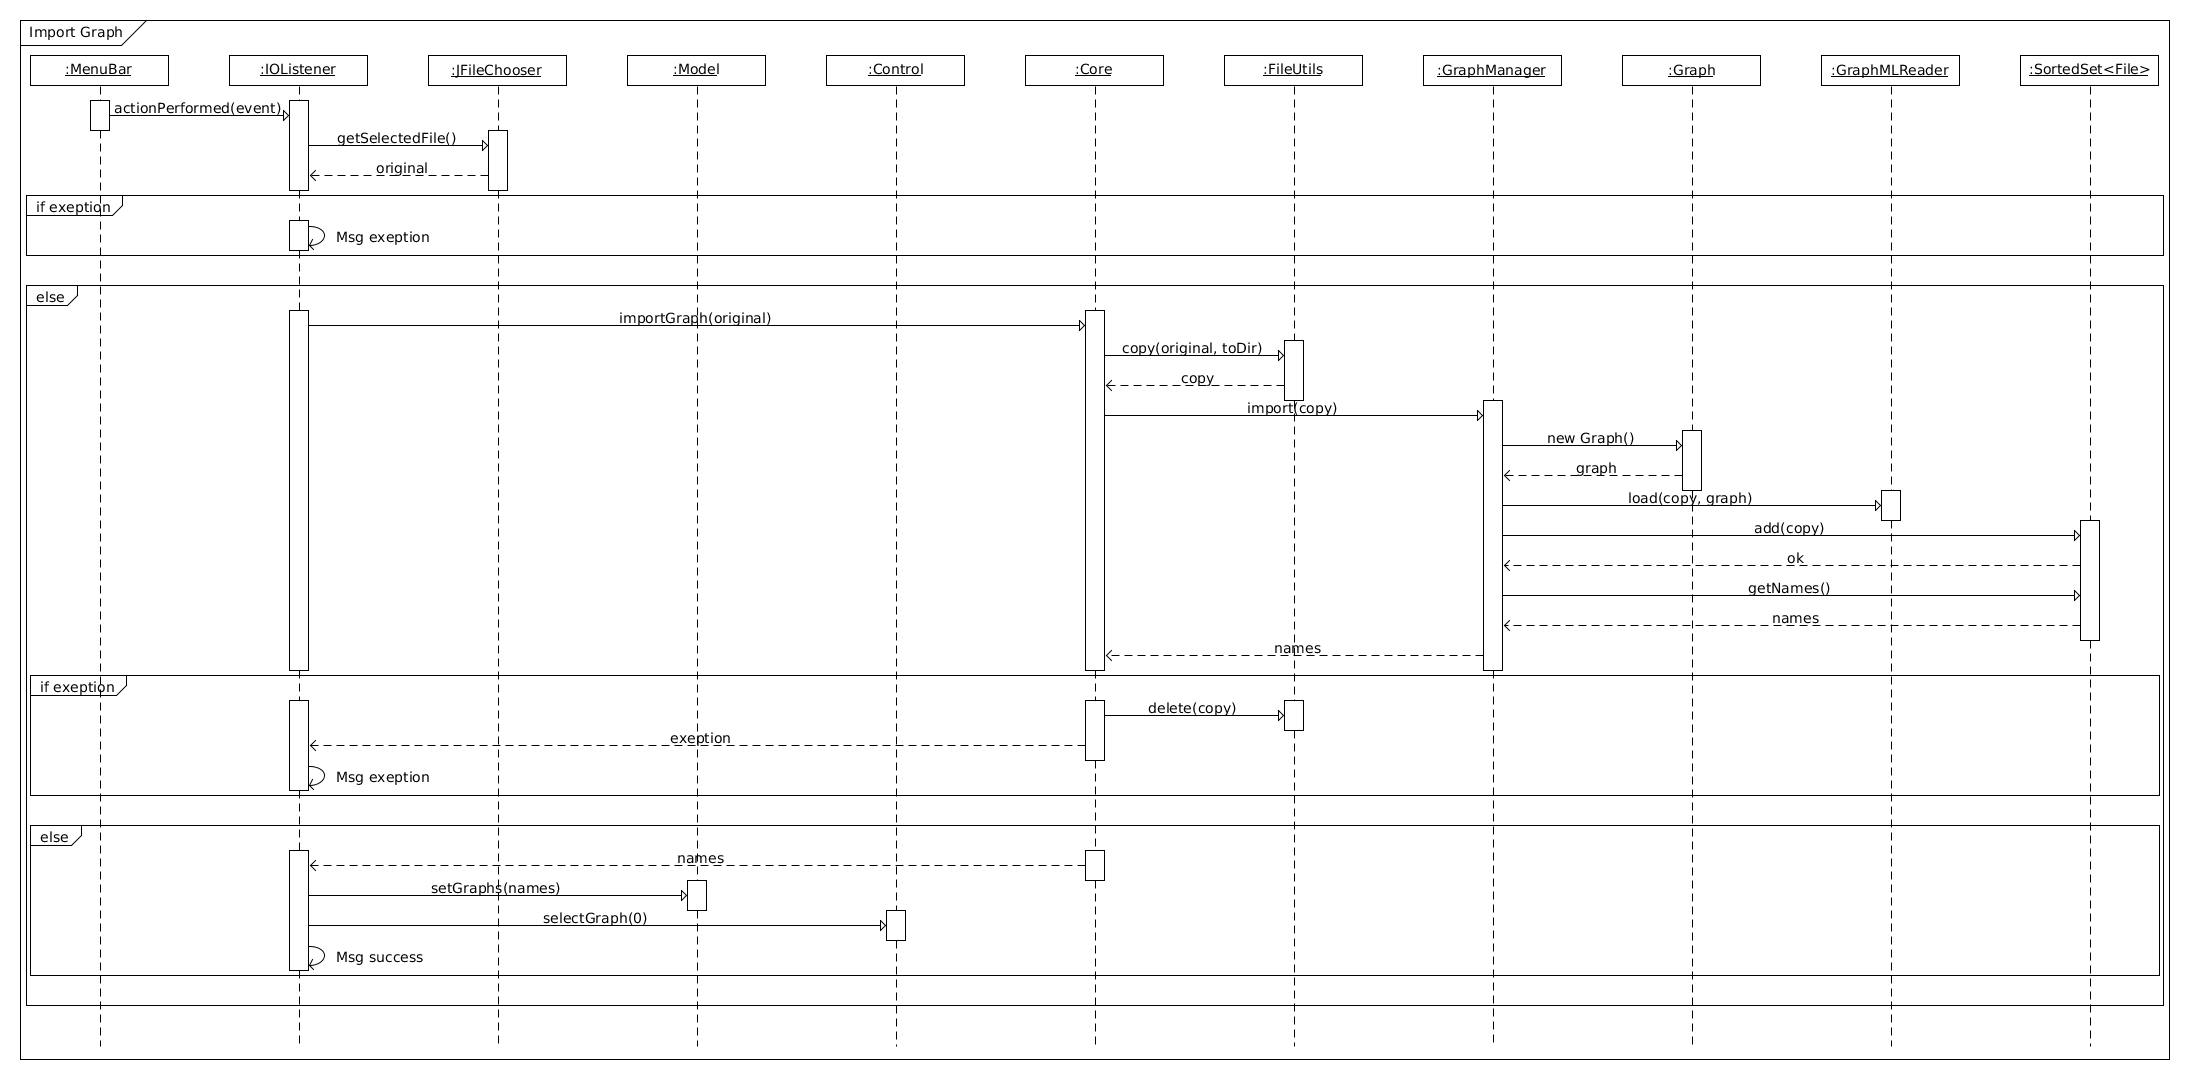 Import Graph
:MenuBar
:IOListener
:JFileChooser
:Model
:Control
:Core
:FileUtils
:GraphManager
:Graph
:GraphMLReader
:SortedSet<File>
actionPerformed(event)
getSelectedFile()
original
if exeption
Msg exeption
else
importGraph(original)
copy(original, toDir)
copy
import(copy)
new Graph()
graph
load(copy, graph)
add(copy)
ok
getNames()
names
names
if exeption
delete(copy)
exeption
Msg exeption
else
names
setGraphs(names)
selectGraph(0)
Msg success